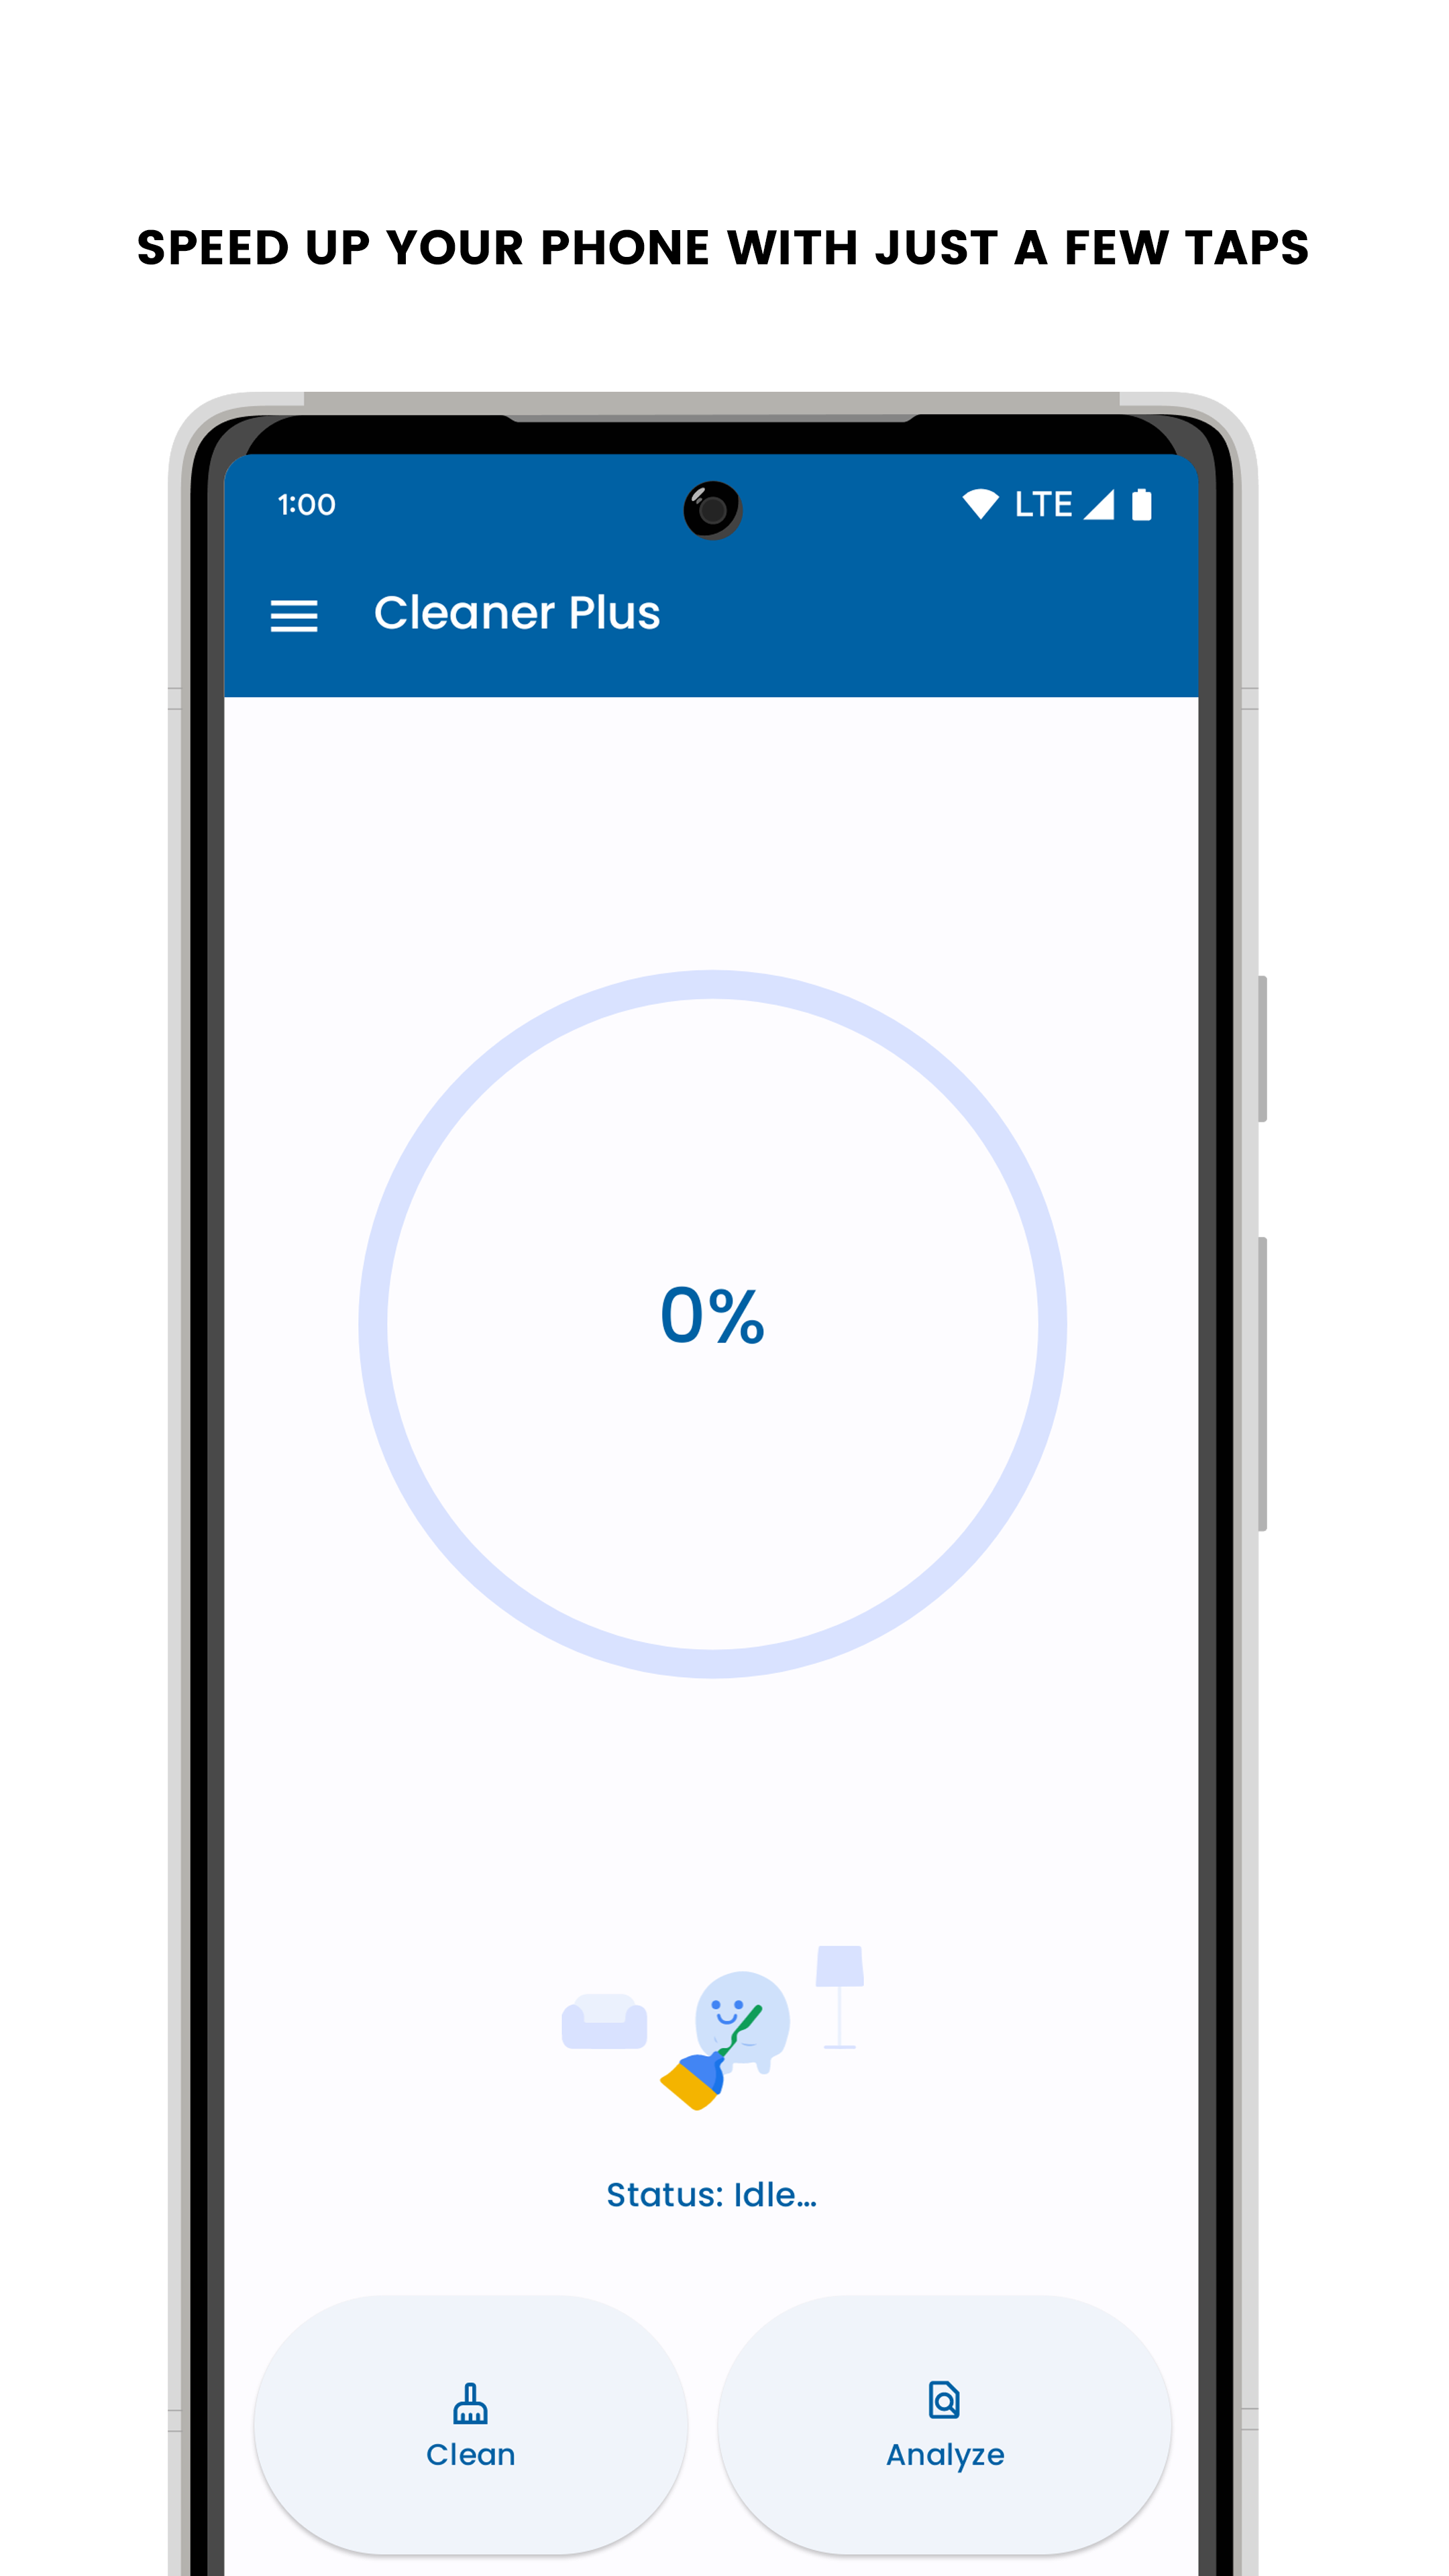 SPEED UP YOUR PHONE WITH JUST A FEW TAPS
1:00
LTE
Cleaner Plus
0%
Status: Idle...
Clean
Analyze